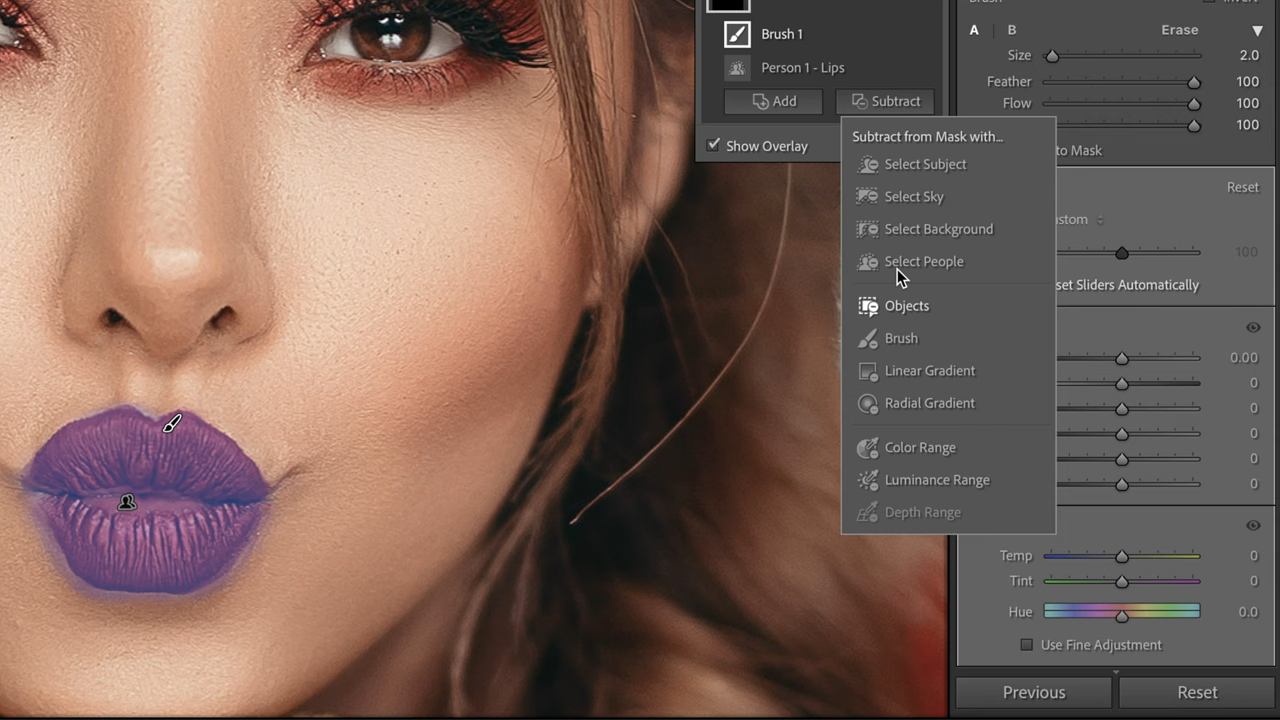 Brush
Invert
Brush 1
A
B
Erase
Size
2.0
Person 1 - Lips
Feather
100
Add
Subtract
Flow
100
100
Show Overlay
Subtract from Mask with...
to Mask
Select Subject
Reset
Select Sky
stom
Select Background
100
Select People
set Sliders Automatically
Objects
Brush
0.00
Linear Gradient
0
Radial Gradient
0
0
Color Range
0
Luminance Range
0
Depth Range
Temp
0
Tint
0
Hue
0.0
Use Fine Adjustment
Previous
Reset